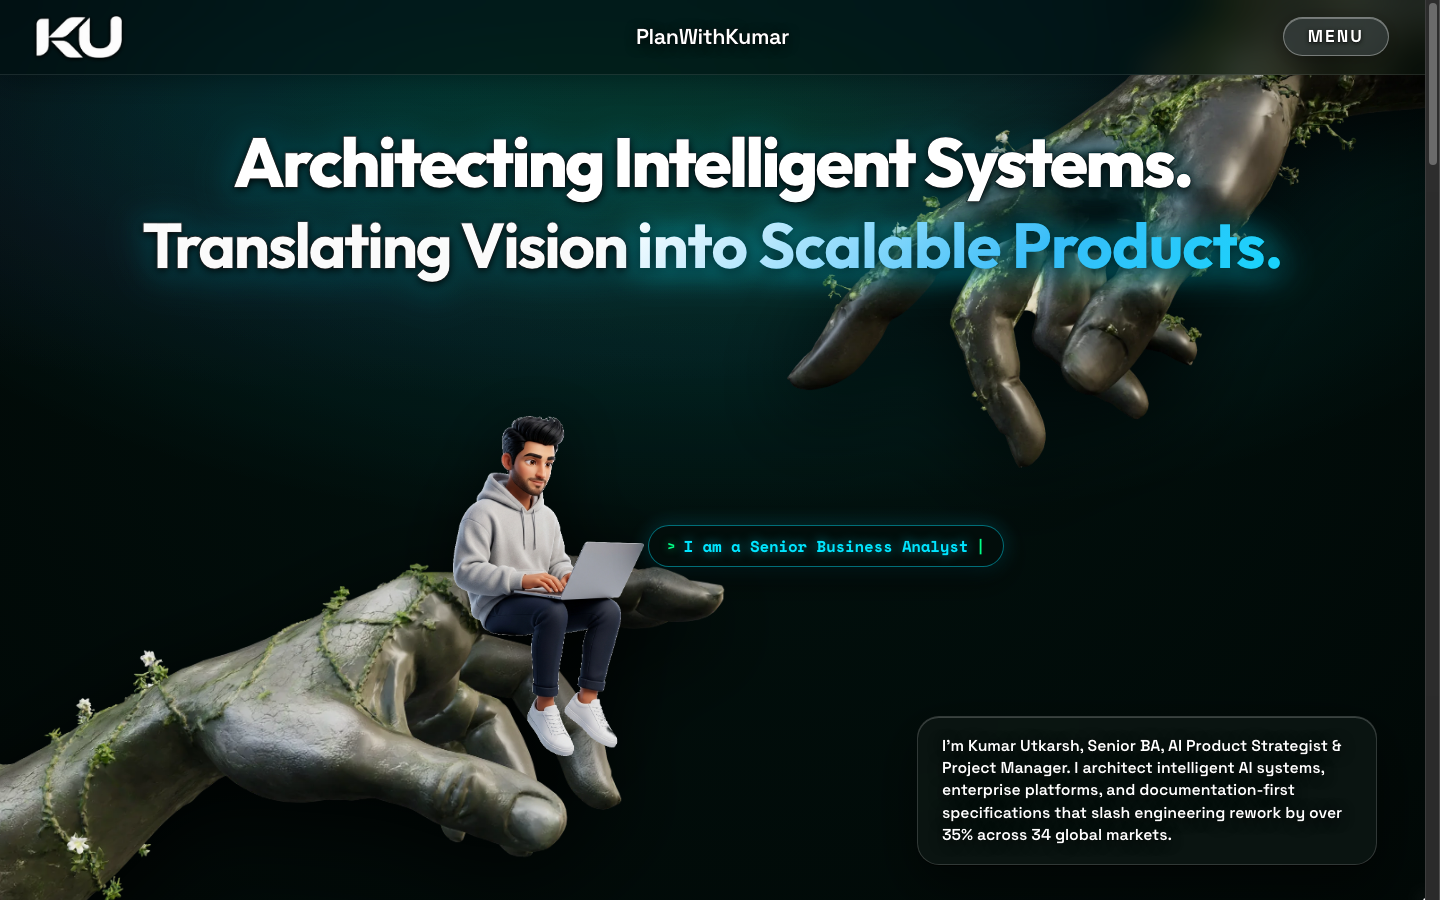 KU
PlanWithKumar
MENU
Architecting Intelligent Systems.
Translating Vision into Scalable Products.
> I am a Senior Business Analyst |
I'm Kumar Utkarsh, Senior BA, AI Product Strategist &
Project Manager. I architect intelligent AI systems,
enterprise platforms, and documentation-first
specifications that slash engineering rework by over
35% across 34 global markets.